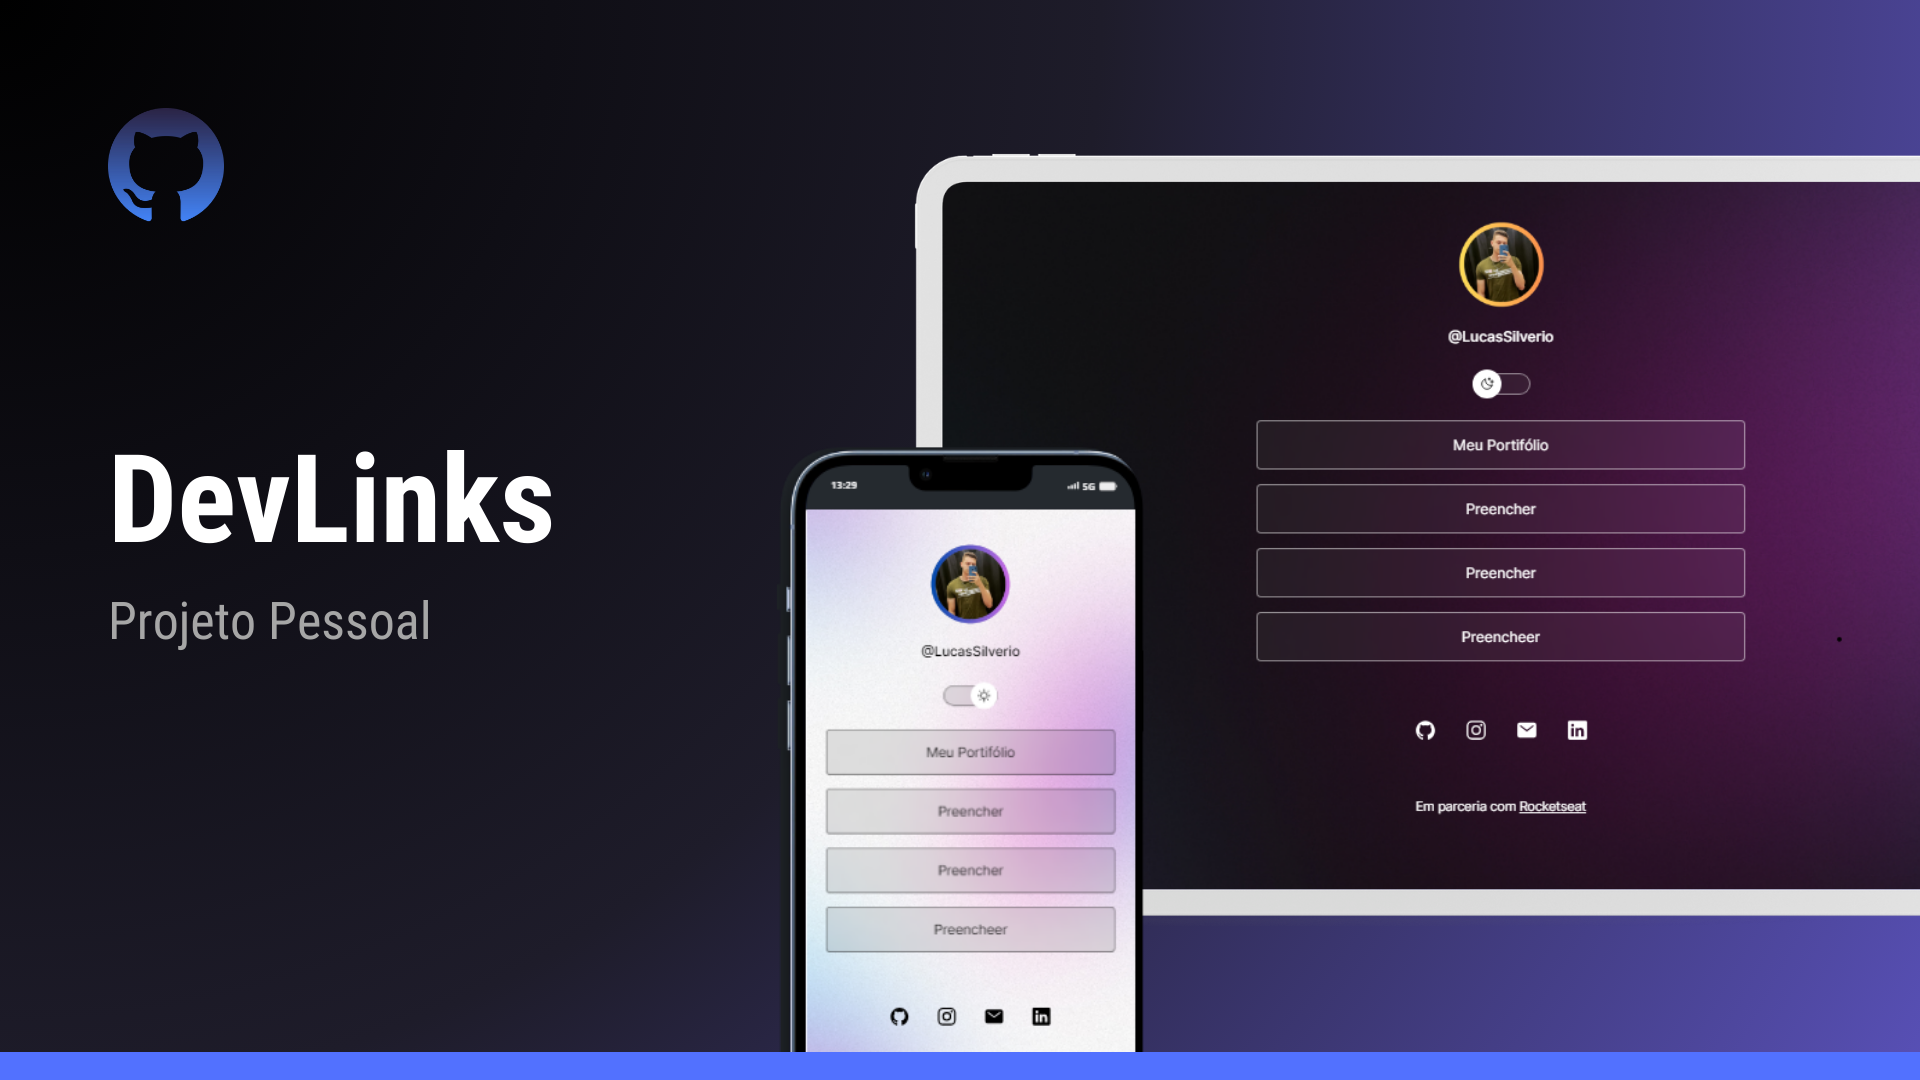 DevLinks
Projeto Pessoal
13:29
5G
@LucasSilverio
Meu Portifólio
Preencher
Preencher
Preencheer
@LucasSilverio
Meu Portifólio
Preencher
Preencher
Preencheer
Em parceria com Rocketseat